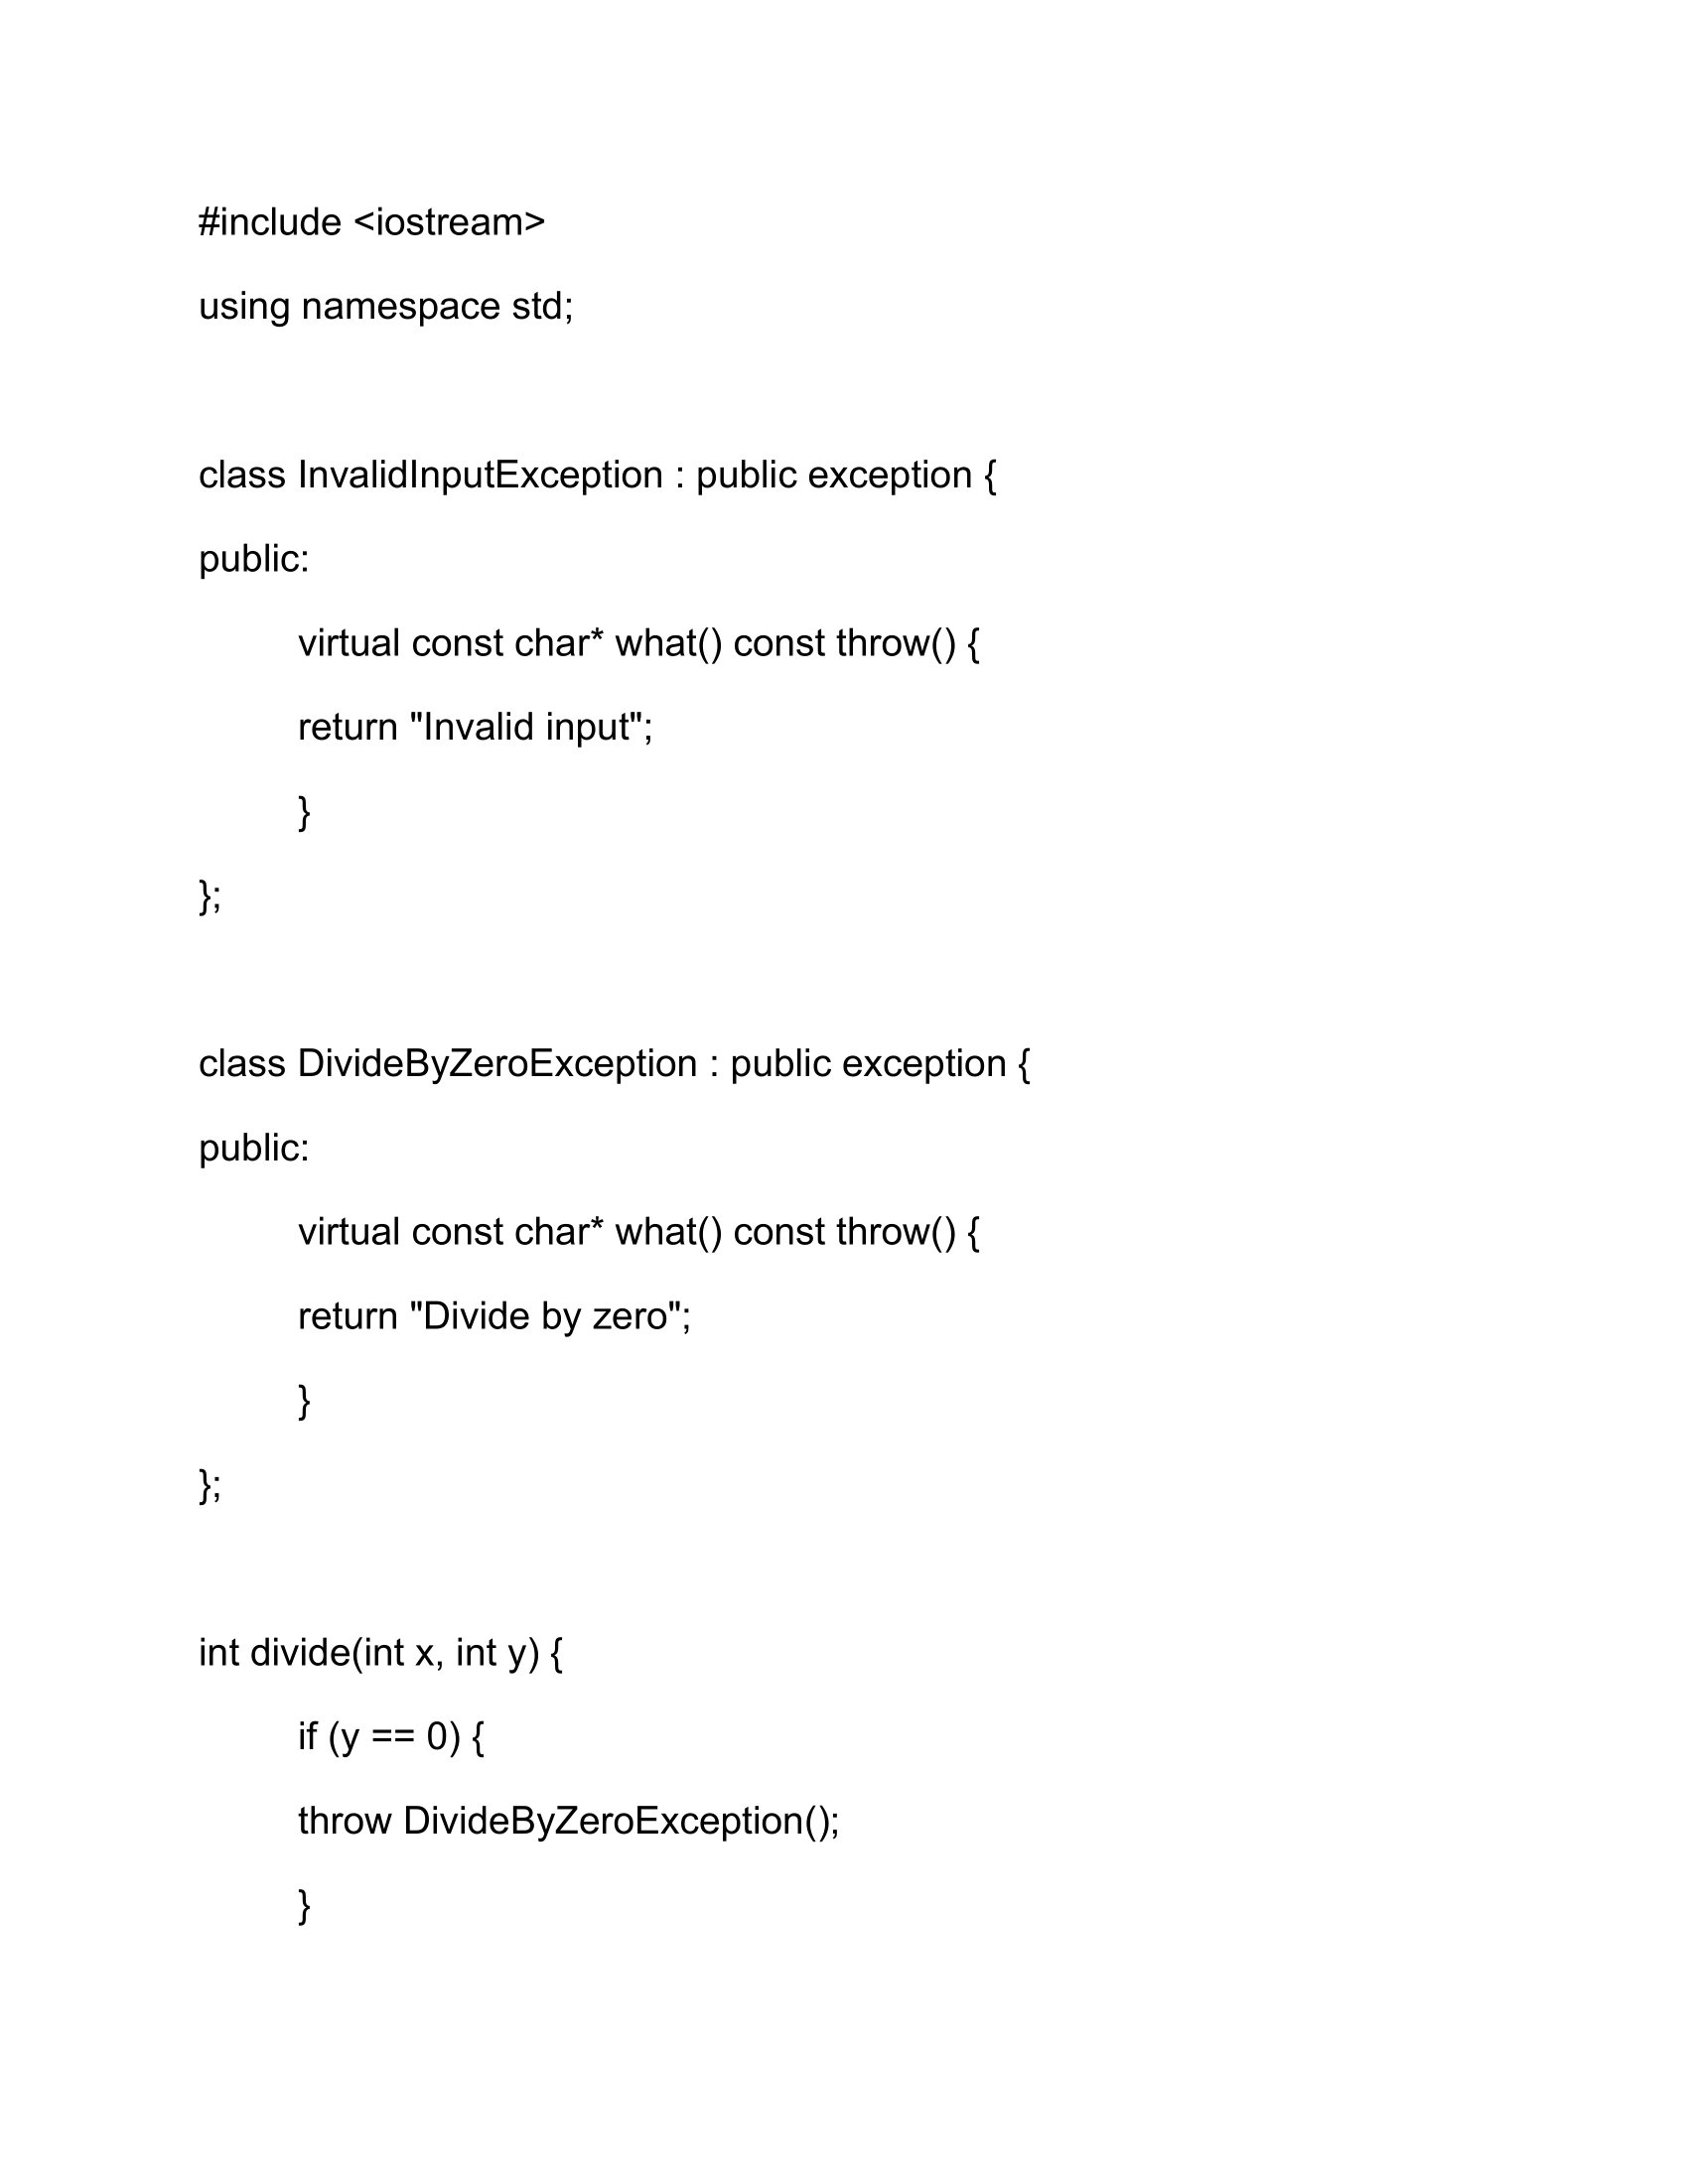 #include <iostream>
using namespace std;
class InvalidInputException : public exception {
public:
virtual const char* what() const throw() {
return "Invalid input";
}
};
class DivideByZeroException : public exception {
public:
virtual const char* what() const throw() {
return "Divide by zero";
}
};
int divide(int x, int y) {
if (y == 0) {
throw DivideByZeroException();
}